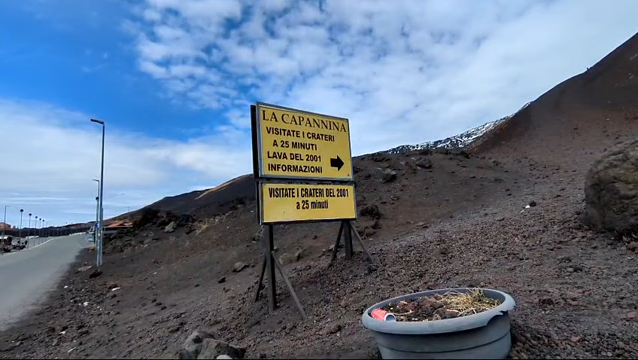 LA CAPANNINA
VISITATE I CRATERI
A 25 MINUTI
LAVA DEL 2001
INFORMAZIONI
VISITATE I CRATERI DEL 2001
a 25 minuti